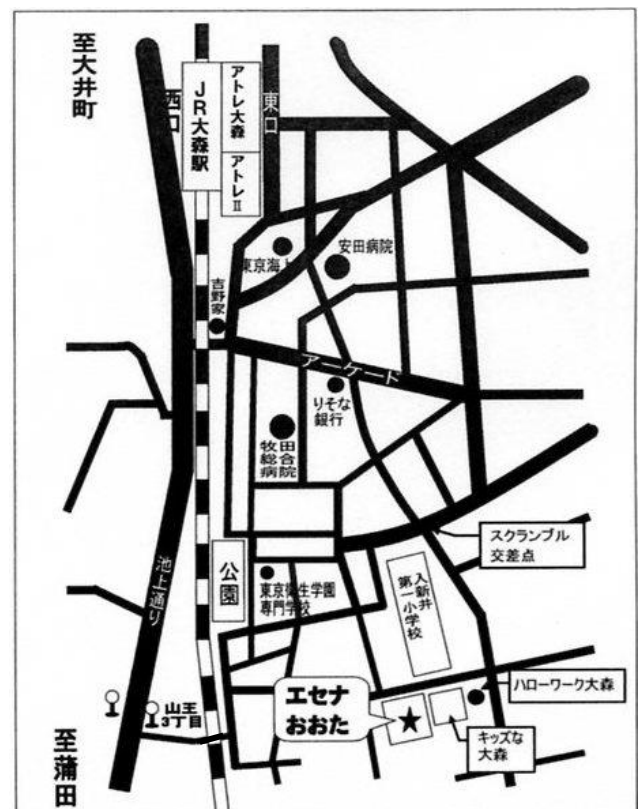 至大井町
西口
JR大森駅
アトレ大森
アトレⅡ
東口
東京海上
安田病院
吉野家
アーケード
りそな
銀行
牧田
総合
病院
スクランブル
交差点
公園
池上通り
東京衛生学園
専門学校
入新井
第一小学校
ハローワーク大森
エセナ
おおた
キッズな
大森
山王
3丁目
至蒲田